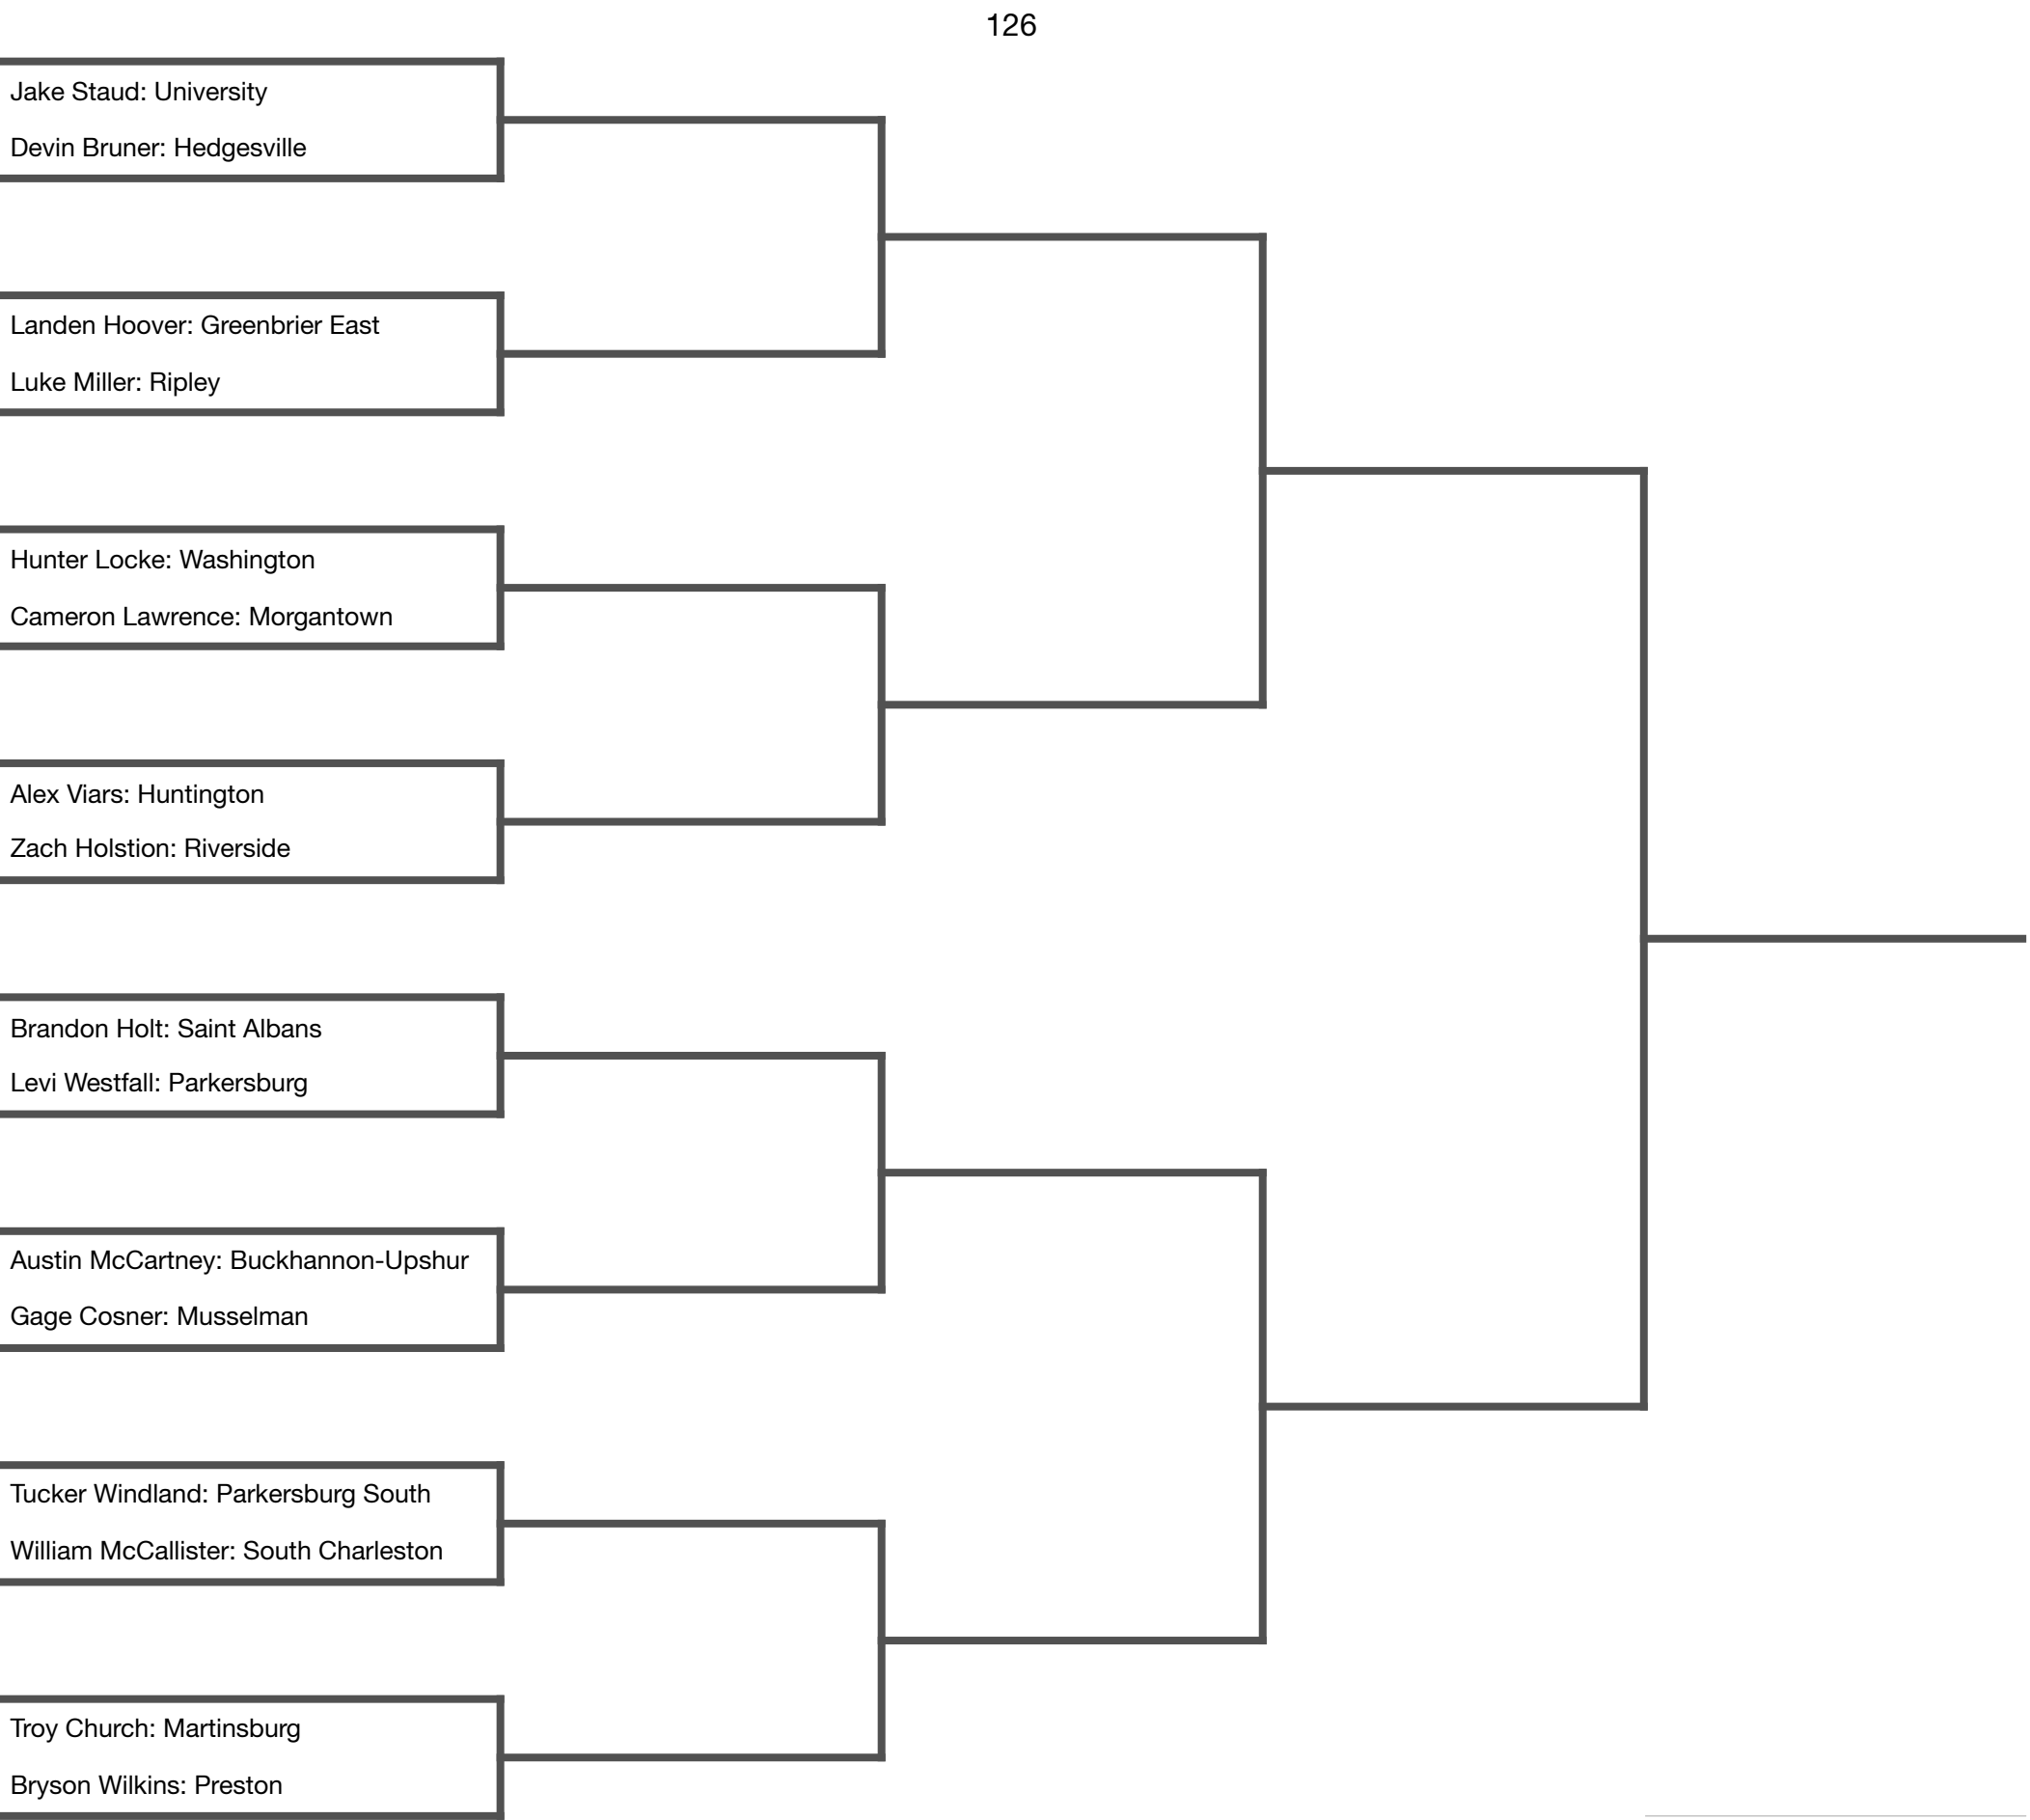 126
Jake Staud: University
Devin Bruner: Hedgesville
Landen Hoover: Greenbrier East
Luke Miller: Ripley
Hunter Locke: Washington
Cameron Lawrence: Morgantown
Alex Viars: Huntington
Zach Holstion: Riverside
Brandon Holt: Saint Albans
Levi Westfall: Parkersburg
Austin McCartney: Buckhannon-Upshur
Gage Cosner: Musselman
Tucker Windland: Parkersburg South
William McCallister: South Charleston
Troy Church: Martinsburg
Bryson Wilkins: Preston